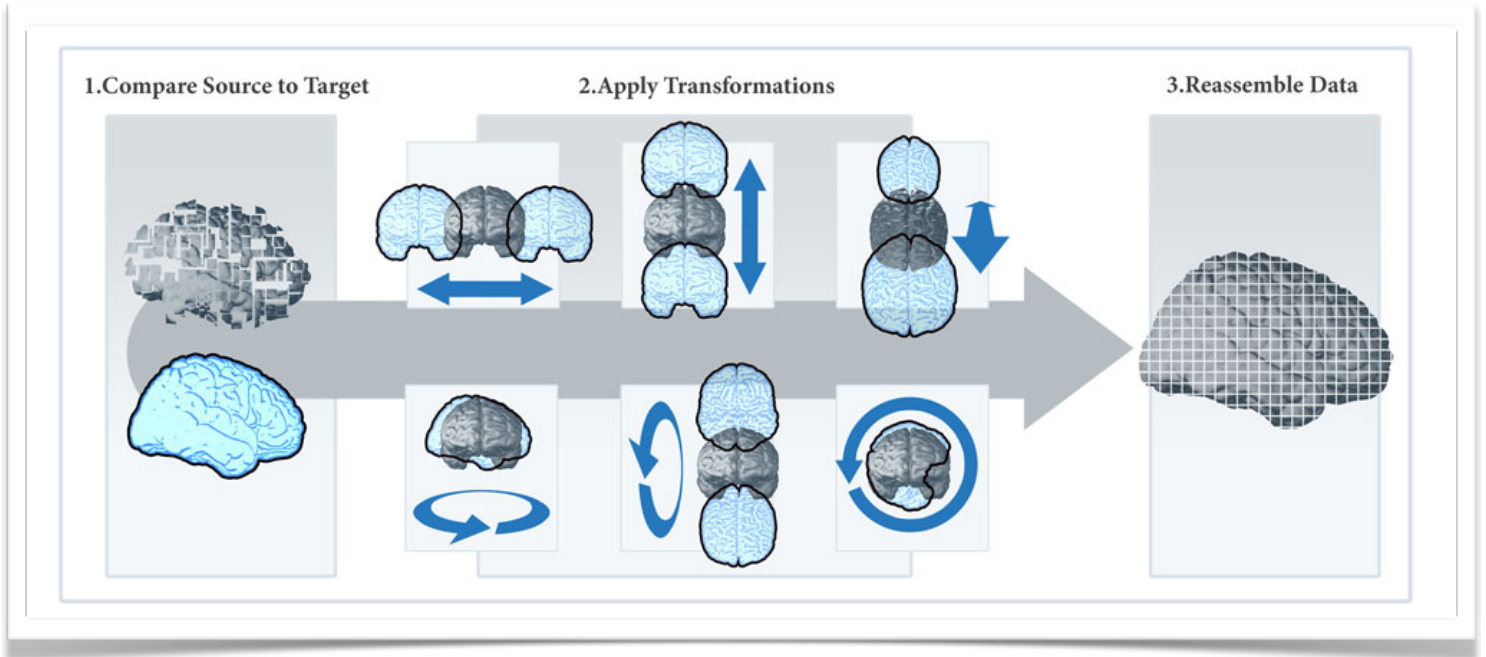 1.Compare Source to Target
2.Apply Transformations
3.Reassemble Data